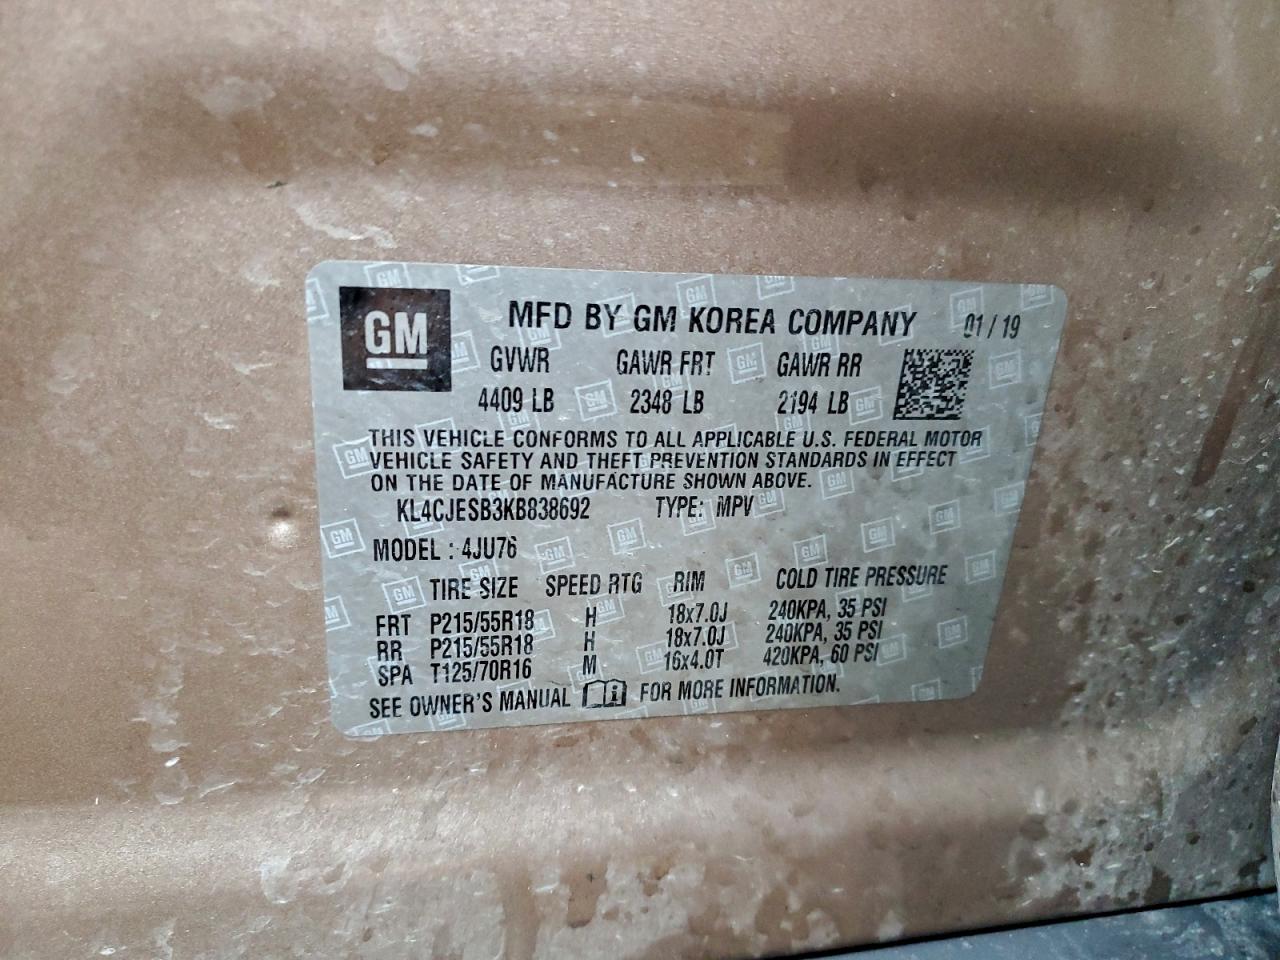 GM
MFD BY GM KOREA COMPANY 01 / 19
GVWR GAWR FRT GAWR RR
4409 LB 2348 LB 2194 LB
THIS VEHICLE CONFORMS TO ALL APPLICABLE U.S. FEDERAL MOTOR
VEHICLE SAFETY AND THEFT PREVENTION STANDARDS IN EFFECT
ON THE DATE OF MANUFACTURE SHOWN ABOVE.
KL4CJESB3KB838692 TYPE: MPV
MODEL : 4JU76
TIRE SIZE SPEED RTG RIM COLD TIRE PRESSURE
FRT P215/55R18 H 18x7.0J 240KPA, 35 PSI
RR P215/55R18 H 18x7.0J 240KPA, 35 PSI
SPA T125/70R16 M 16x4.0T 420KPA, 60 PSI
SEE OWNER'S MANUAL FOR MORE INFORMATION.